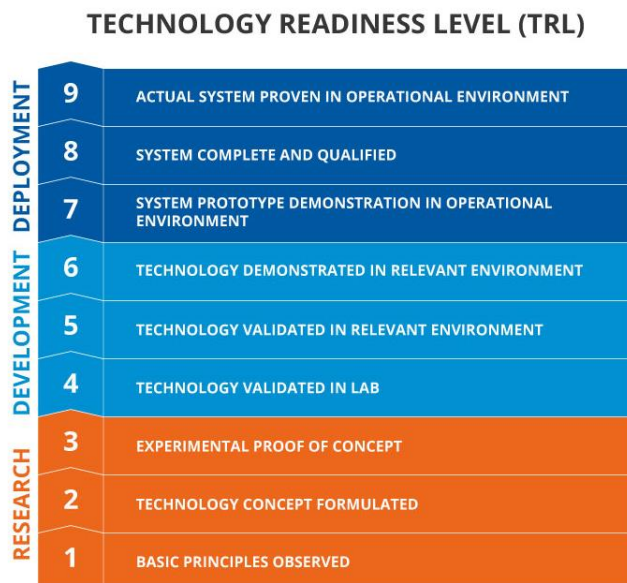 TECHNOLOGY READINESS LEVEL (TRL)
DEPLOYMENT
9 ACTUAL SYSTEM PROVEN IN OPERATIONAL ENVIRONMENT
8 SYSTEM COMPLETE AND QUALIFIED
7 SYSTEM PROTOTYPE DEMONSTRATION IN OPERATIONAL
ENVIRONMENT
DEVELOPMENT
6 TECHNOLOGY DEMONSTRATED IN RELEVANT ENVIRONMENT
5 TECHNOLOGY VALIDATED IN RELEVANT ENVIRONMENT
4 TECHNOLOGY VALIDATED IN LAB
RESEARCH
3 EXPERIMENTAL PROOF OF CONCEPT
2 TECHNOLOGY CONCEPT FORMULATED
1 BASIC PRINCIPLES OBSERVED